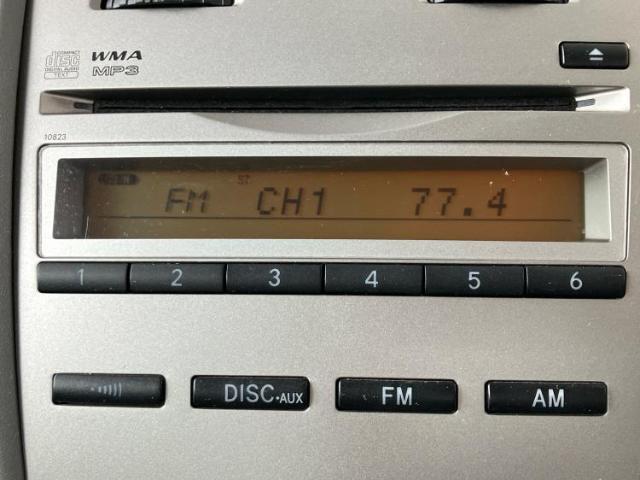 COMPACT
disc
DIGITAL AUDIO
TEXT
WMA
MP3
10823
ST
FM CH1 77.4
1 2 3 4 5 6
DISC·AUX FM AM